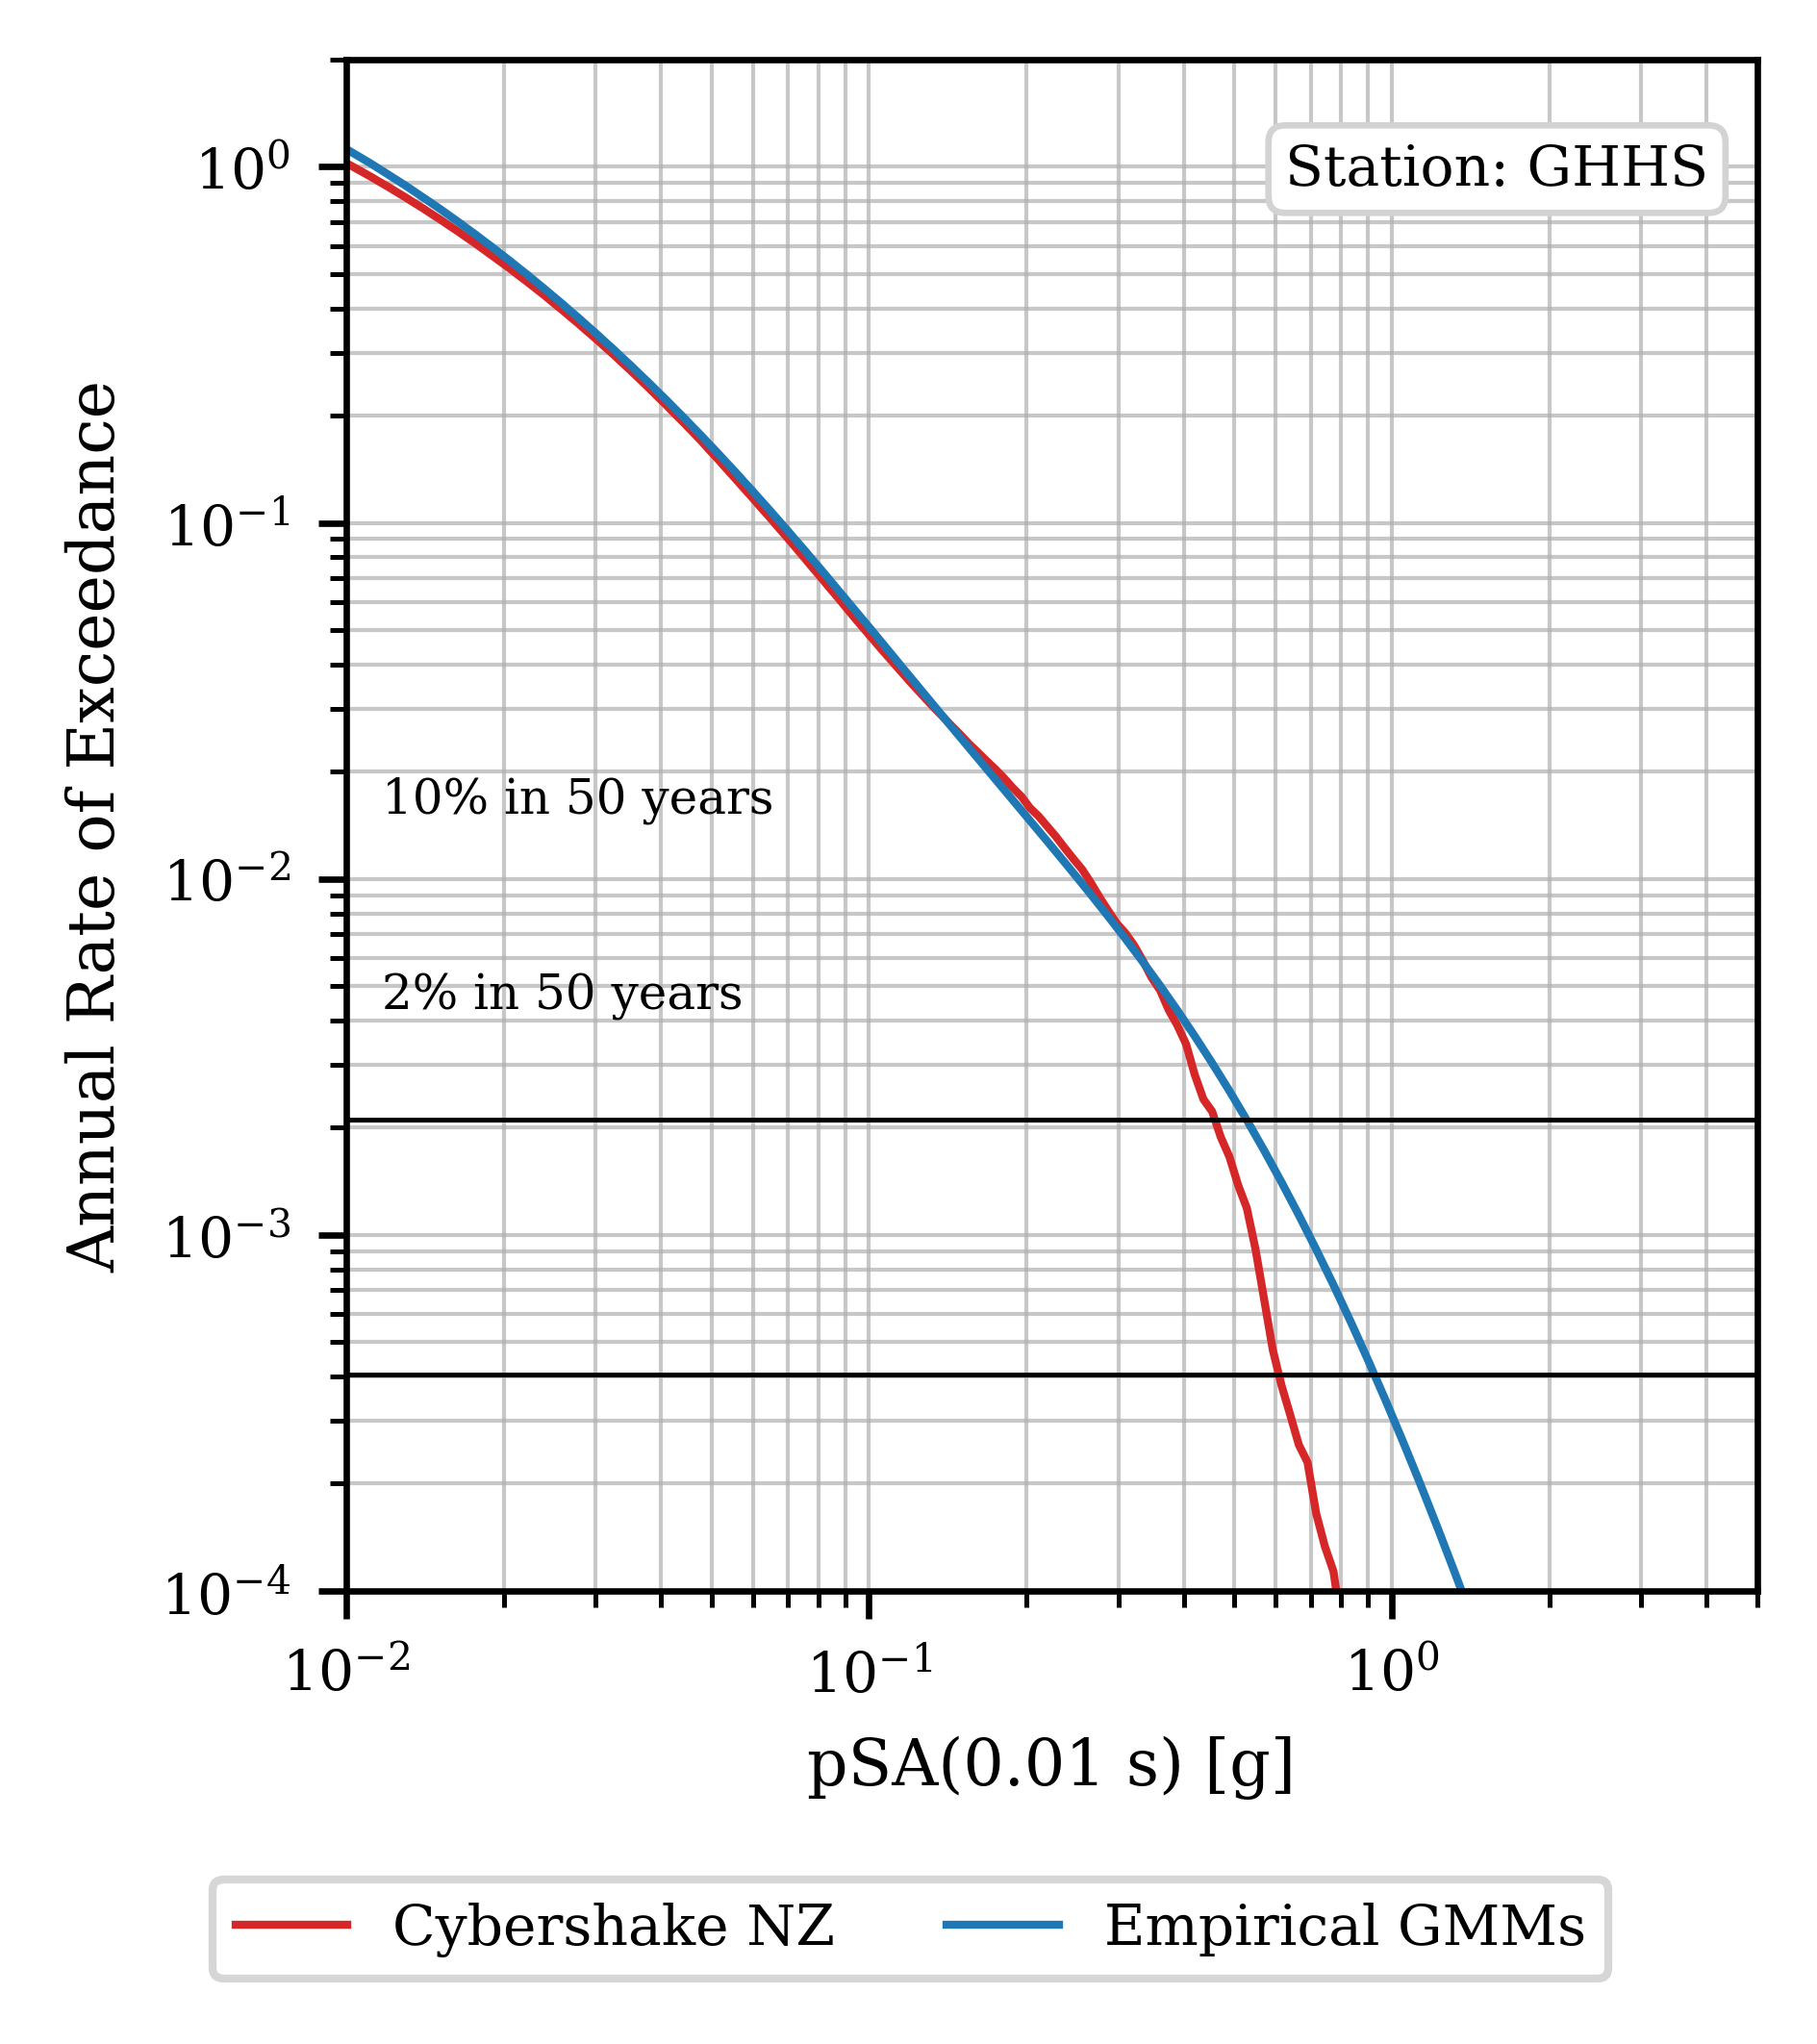 Station: GHHS
10⁰
10⁻¹
10⁻²
10⁻³
10⁻⁴
Annual Rate of Exceedance
10% in 50 years
2% in 50 years
10⁻² 10⁻¹ 10⁰
pSA(0.01 s) [g]
Cybershake NZ Empirical GMMs